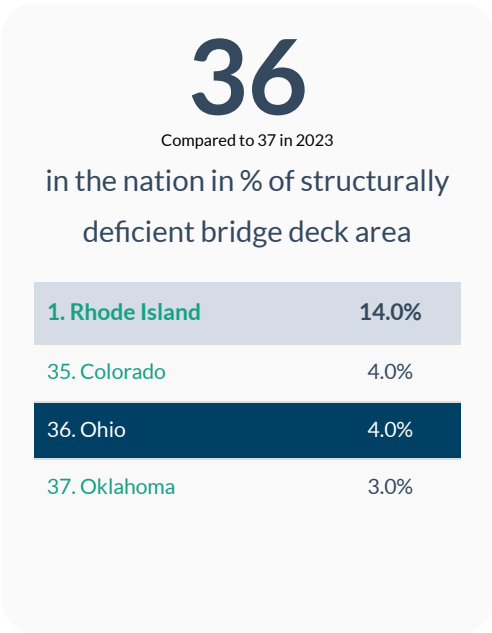 36
Compared to 37 in 2023
in the nation in % of structurally
deficient bridge deck area
1. Rhode Island 14.0%
35. Colorado 4.0%
36. Ohio 4.0%
37. Oklahoma 3.0%